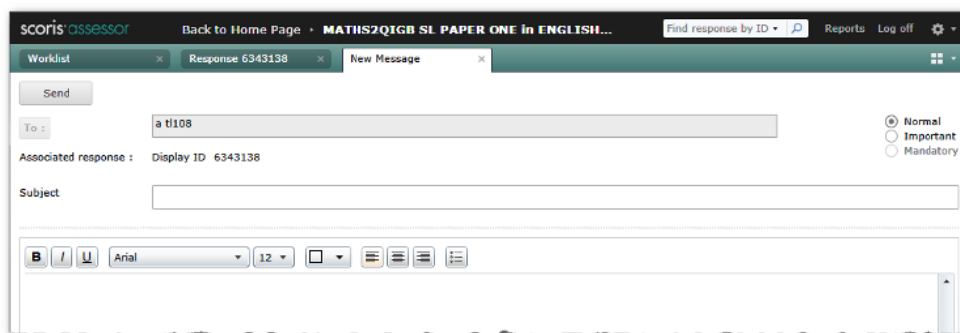 scoris assessor Back to Home Page › MATHS2QIGB SL PAPER ONE in ENGLISH... Find response by ID Reports Log off
Worklist × Response 6343138 × New Message ×
Send
To : a tl108 Normal
Important
Associated response : Display ID 6343138 Mandatory
Subject
B I U Arial 12